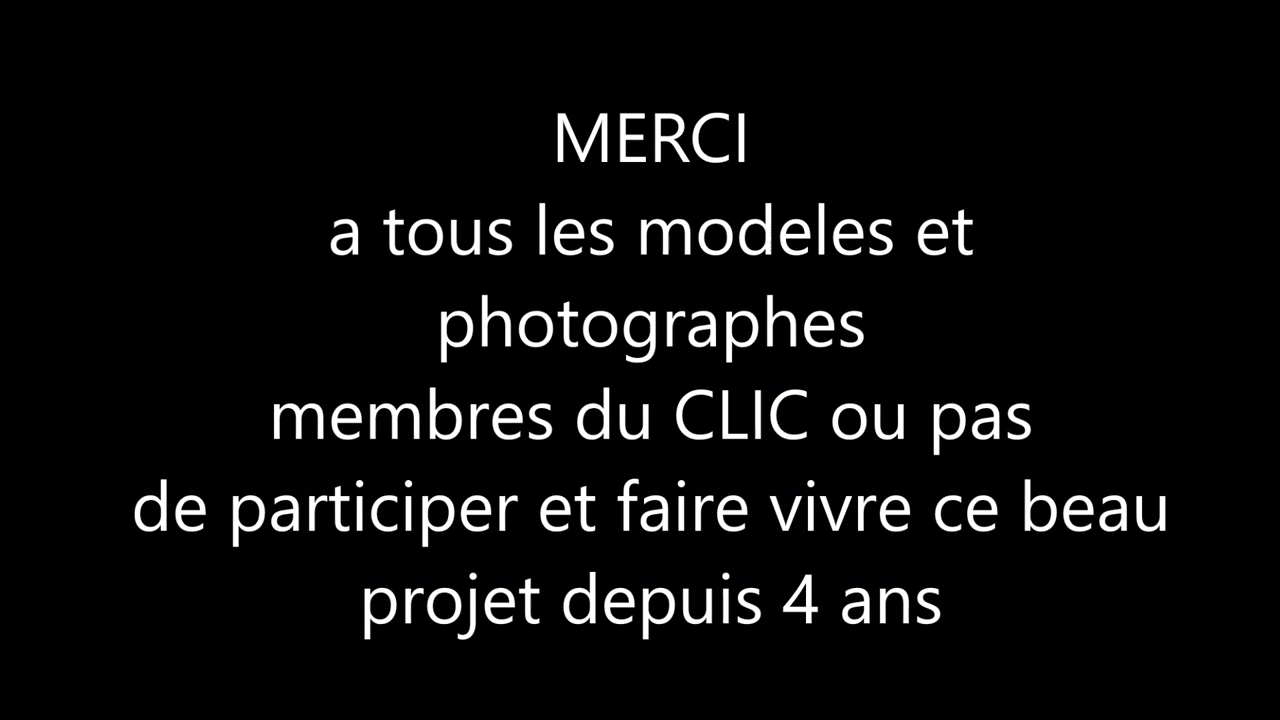 MERCI
a tous les modeles et
photographes
membres du CLIC ou pas
de participer et faire vivre ce beau
projet depuis 4 ans